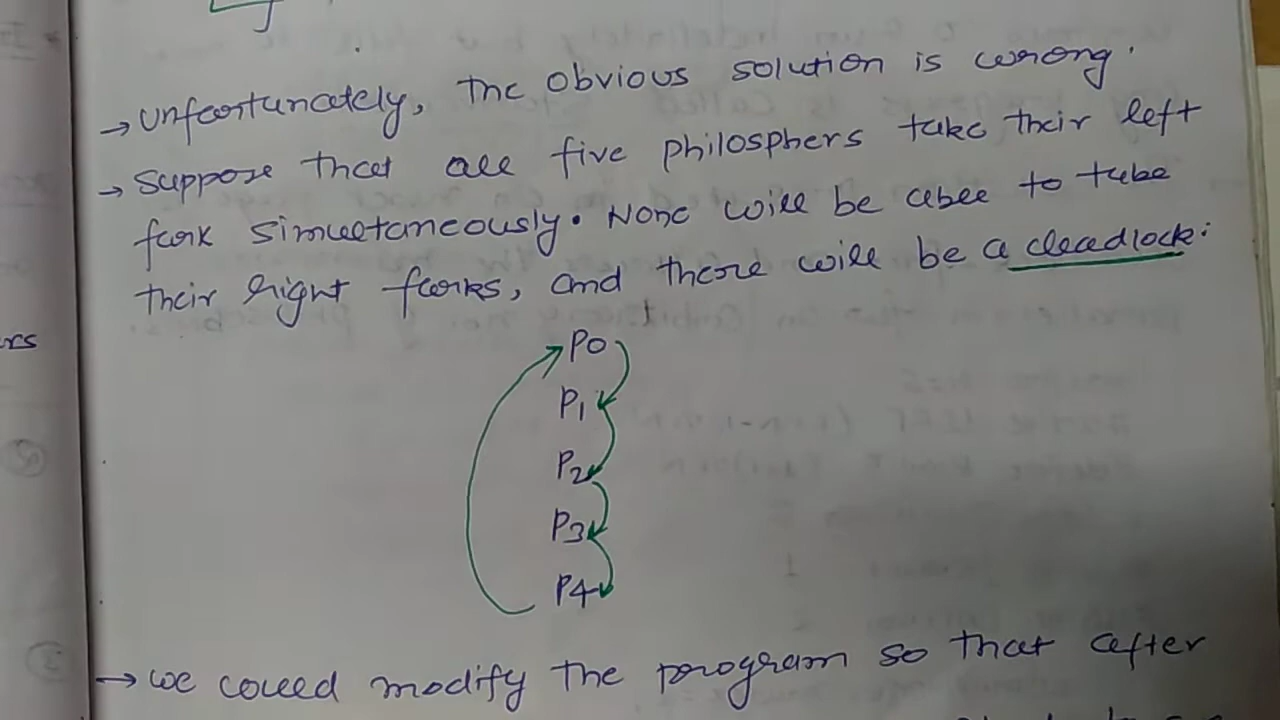 → Unfortunately, The Obvious solution is wrong.
→ Suppose that all five philosphers take their left
fork simultaneously. None will be able to take
their right forks, and there will be a deadlock.
P0
P1
P2
P3
P4
→ We could modify the program so that after